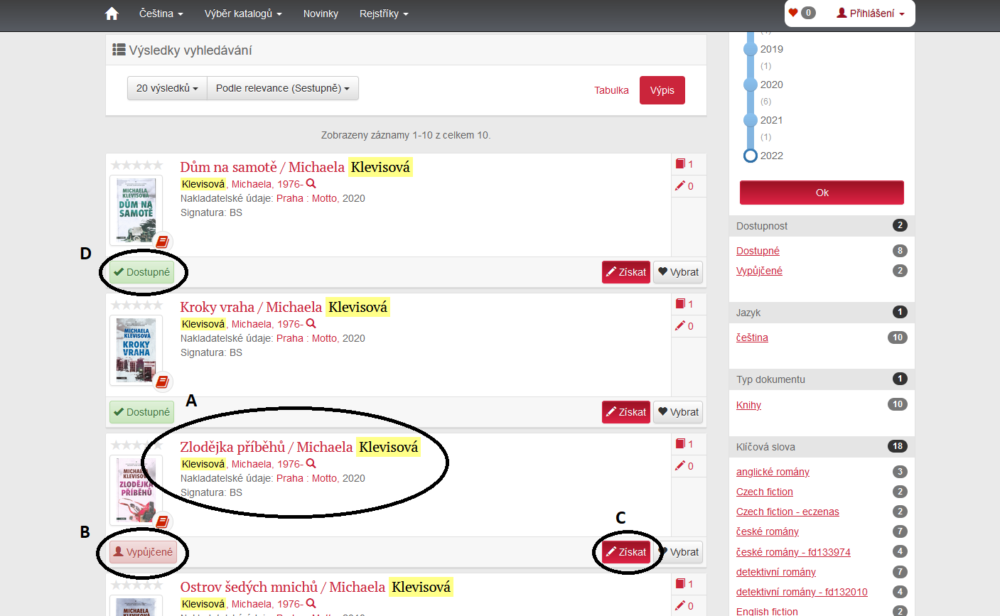 Čeština Výběr katalogů Novinky Rejstříky 0 Přihlášení
Výsledky vyhledávání
20 výsledků Podle relevance (Sestupně) Tabulka Výpis
Zobrazeny záznamy 1-10 z celkem 10.
Dům na samotě / Michaela Klevisová
Klevisová, Michaela, 1976-
Nakladatelské údaje: Praha : Motto, 2020
Signatura: BS
1
0
MICHAELA
KLEVISOVÁ
DŮM NA
SAMOTĚ
D
Dostupné Získat Vybrat
Kroky vraha / Michaela Klevisová
Klevisová, Michaela, 1976-
Nakladatelské údaje: Praha : Motto, 2020
Signatura: BS
1
0
MICHAELA
KLEVISOVÁ
KROKY
VRAHA
Dostupné Získat Vybrat
A
Zlodějka příběhů / Michaela Klevisová
Klevisová, Michaela, 1976-
Nakladatelské údaje: Praha : Motto, 2020
Signatura: BS
1
0
MICHAELA
KLEVISOVÁ
ZLODĚJKA
PŘÍBĚHŮ
B
C
Vypůjčené Získat Vybrat
Ostrov šedých mnichů / Michaela Klevisová
Klevisová, Michaela, 1976-
1
0
MICHAELA
2019
(1)
2020
(6)
2021
(1)
2022
Ok
Dostupnost 2
Dostupné 8
Vypůjčené 2
Jazyk 1
čeština 10
Typ dokumentu 1
Knihy 10
Klíčová slova 18
anglické romány 3
Czech fiction 2
Czech fiction - eczenas 2
české romány 7
české romány - fd133974 4
detektivní romány 7
detektivní romány - fd132010 4
English fiction 2